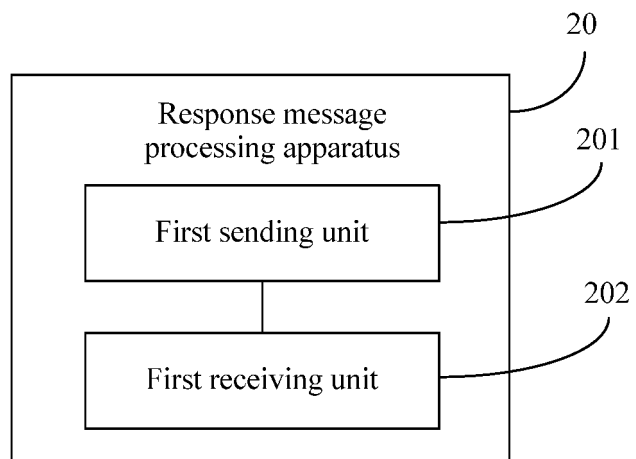 20
Response message
processing apparatus
201
First sending unit
202
First receiving unit